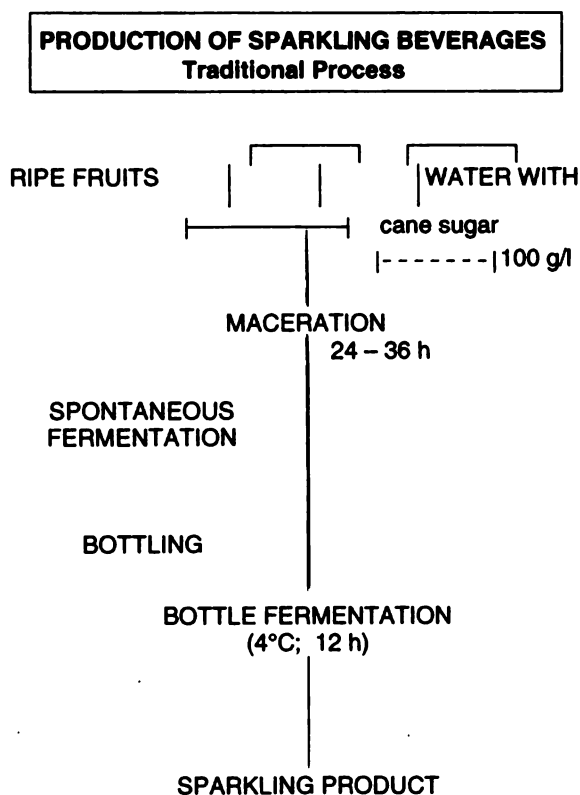 PRODUCTION OF SPARKLING BEVERAGES
Traditional Process
RIPE FRUITS
WATER WITH
cane sugar
100 g/l
MACERATION
24 – 36 h
SPONTANEOUS
FERMENTATION
BOTTLING
BOTTLE FERMENTATION
(4°C; 12 h)
SPARKLING PRODUCT